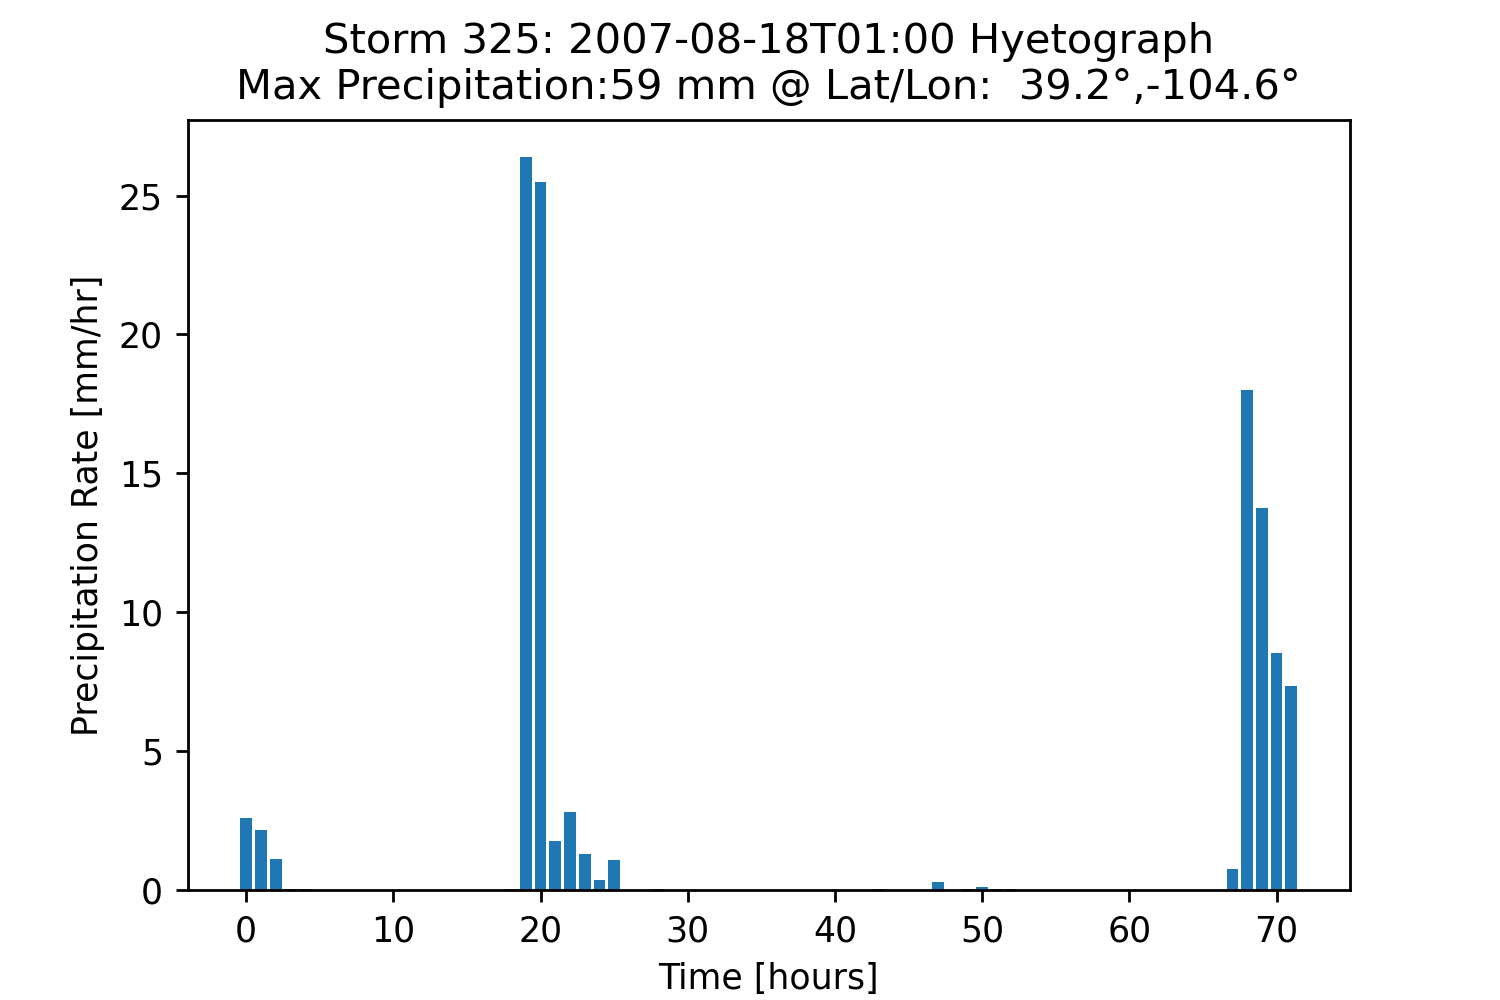 Storm 325: 2007-08-18T01:00 Hyetograph
Max Precipitation:59 mm @ Lat/Lon:  39.2°,-104.6°
Precipitation Rate [mm/hr]
25
20
15
10
5
0
0 10 20 30 40 50 60 70
Time [hours]